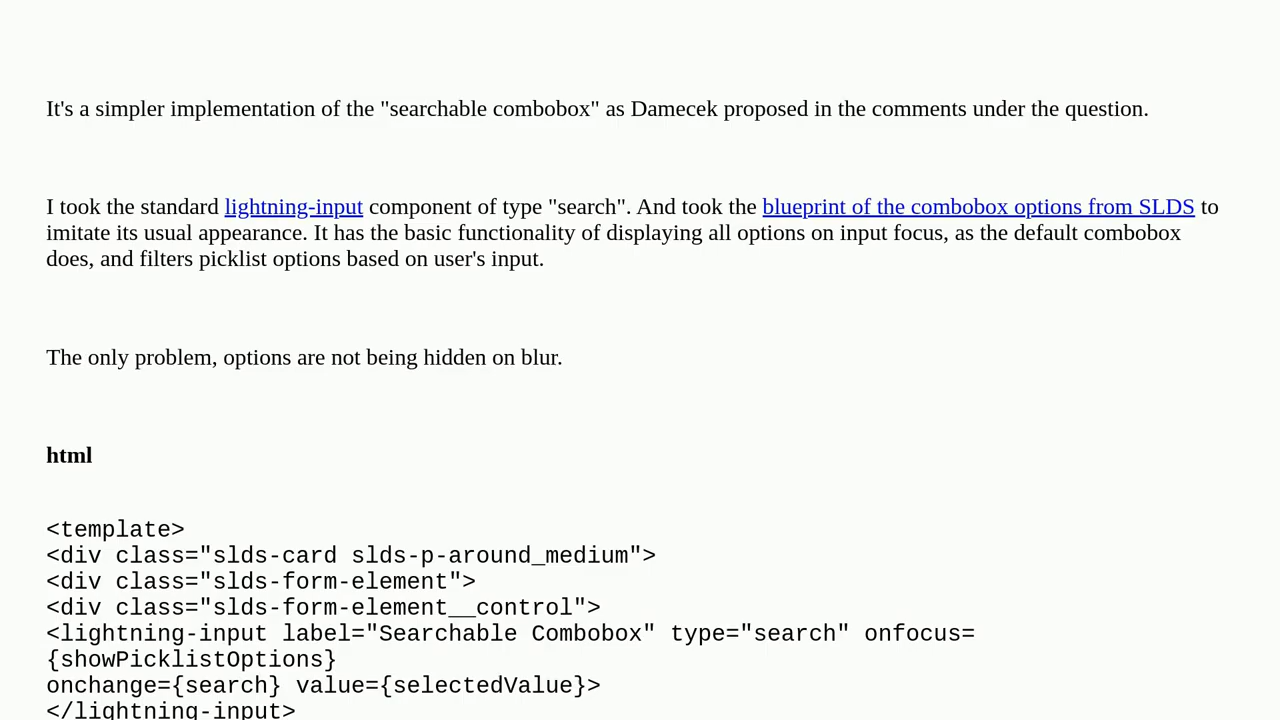 It's a simpler implementation of the "searchable combobox" as Damecek proposed in the comments under the question.
I took the standard lightning-input component of type "search". And took the blueprint of the combobox options from SLDS to
imitate its usual appearance. It has the basic functionality of displaying all options on input focus, as the default combobox
does, and filters picklist options based on user's input.
The only problem, options are not being hidden on blur.
html
<template>
<div class="slds-card slds-p-around_medium">
<div class="slds-form-element">
<div class="slds-form-element__control">
<lightning-input label="Searchable Combobox" type="search" onfocus=
{showPicklistOptions}
onchange={search} value={selectedValue}>
</lightning-input>